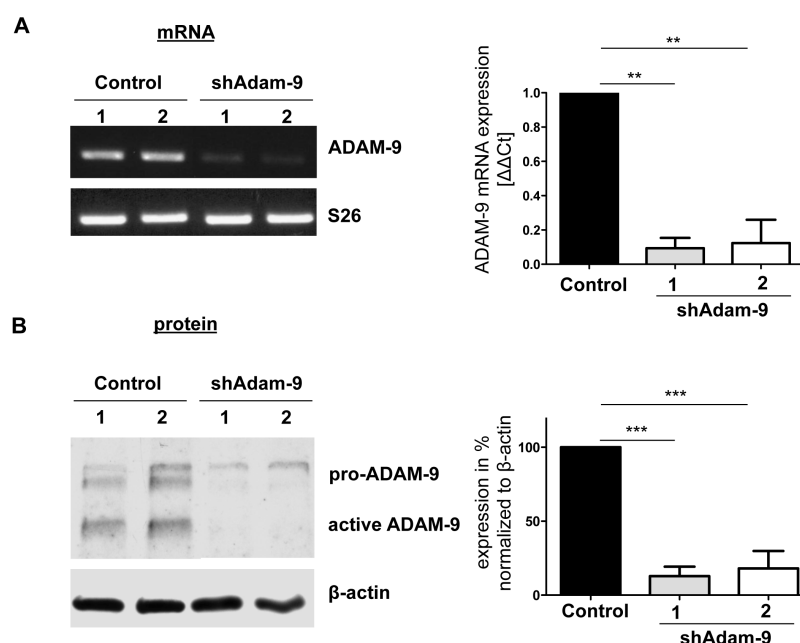 A
mRNA
Control shAdam-9
1 2 1 2
ADAM-9
S26
**
**
ADAM-9 mRNA expression
[ΔΔCt]
1.0
0.8
0.6
0.4
0.2
0.0
Control 1 2
shAdam-9
B
protein
Control shAdam-9
1 2 1 2
pro-ADAM-9
active ADAM-9
β-actin
***
***
expression in %
normalized to β-actin
100
50
0
Control 1 2
shAdam-9